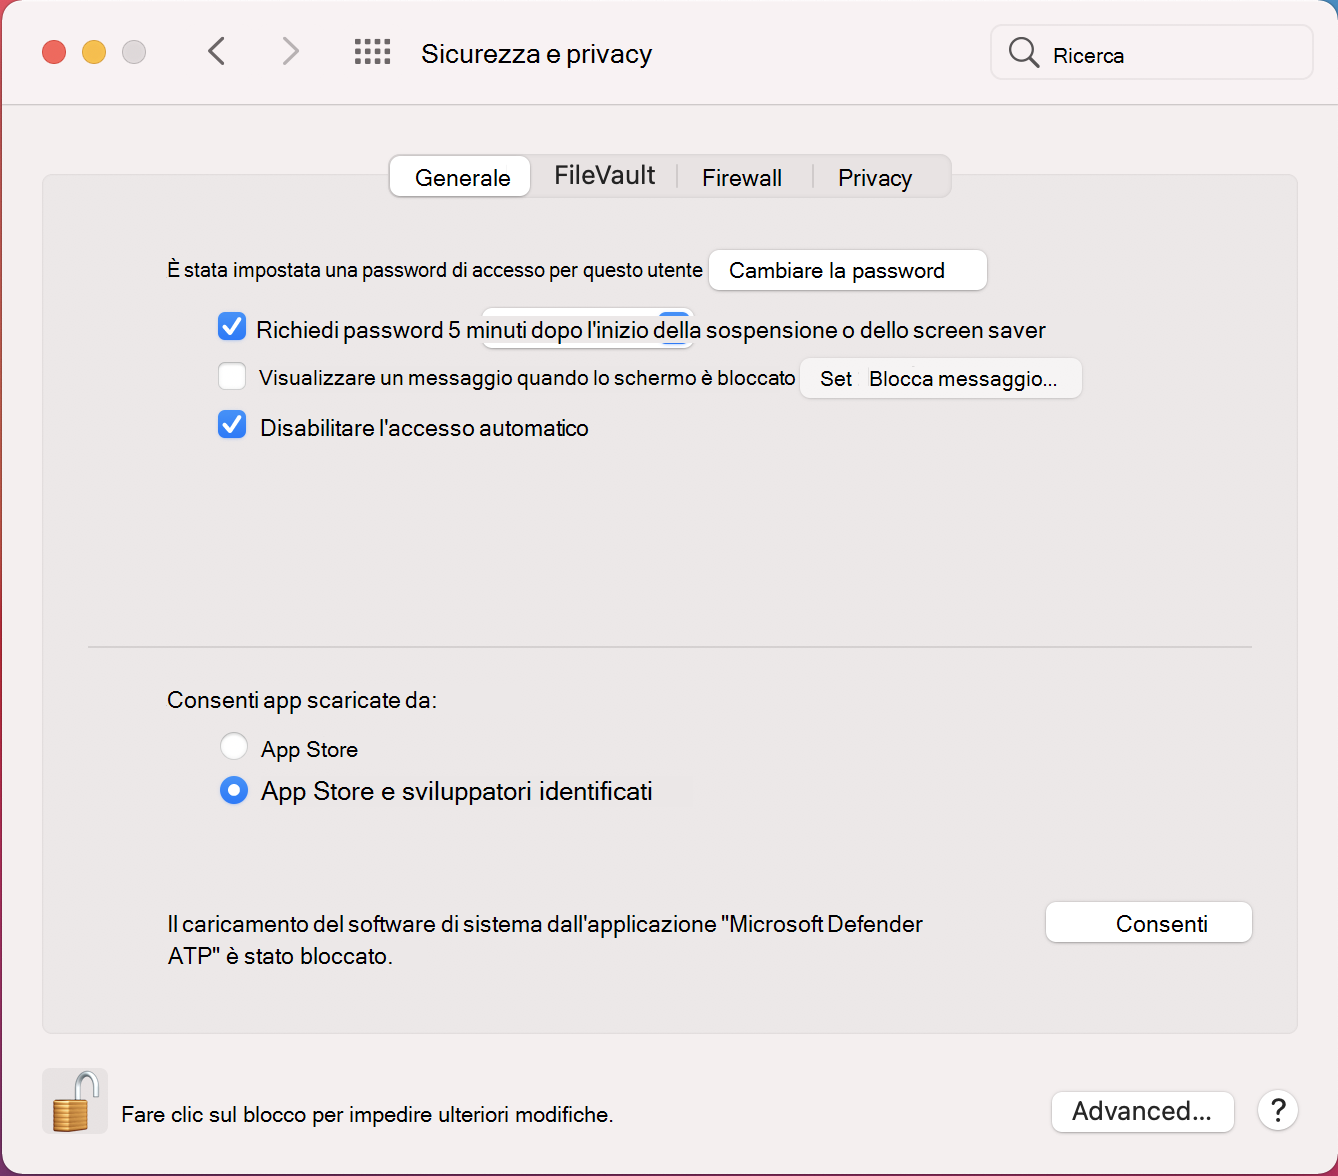 Sicurezza e privacy
Ricerca
Generale FileVault Firewall Privacy
È stata impostata una password di accesso per questo utente Cambiare la password
Richiedi password 5 minuti dopo l'inizio della sospensione o dello screen saver
Visualizzare un messaggio quando lo schermo è bloccato Set Blocca messaggio...
Disabilitare l'accesso automatico
Consenti app scaricate da:
App Store
App Store e sviluppatori identificati
Il caricamento del software di sistema dall'applicazione "Microsoft Defender
ATP" è stato bloccato.
Consenti
Fare clic sul blocco per impedire ulteriori modifiche.
Advanced...
?